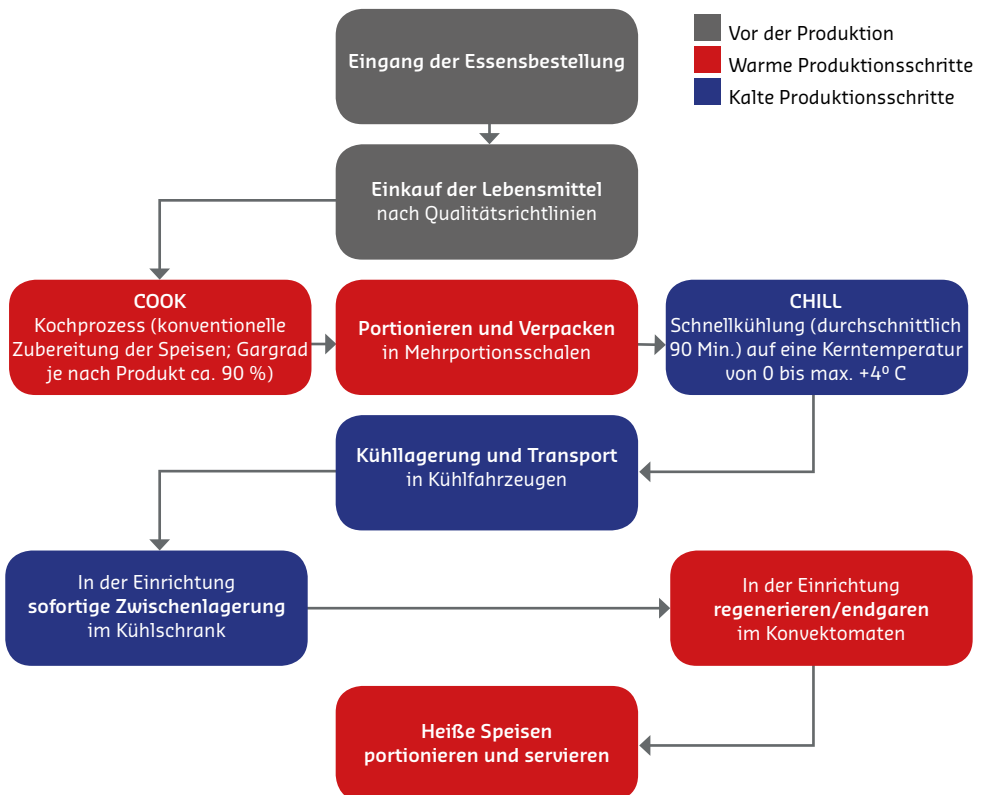 Eingang der Essensbestellung
Vor der Produktion
Warme Produktionsschritte
Kalte Produktionsschritte
Einkauf der Lebensmittel
nach Qualitätsrichtlinien
COOK
Kochprozess (konventionelle
Zubereitung der Speisen; Gargrad
je nach Produkt ca. 90 %)
Portionieren und Verpacken
in Mehrportionsschalen
CHILL
Schnellkühlung (durchschnittlich
90 Min.) auf eine Kerntemperatur
von 0 bis max. +4º C
Kühllagerung und Transport
in Kühlfahrzeugen
In der Einrichtung
sofortige Zwischenlagerung
im Kühlschrank
In der Einrichtung
regenerieren/endgaren
im Konvektomaten
Heiße Speisen
portionieren und servieren